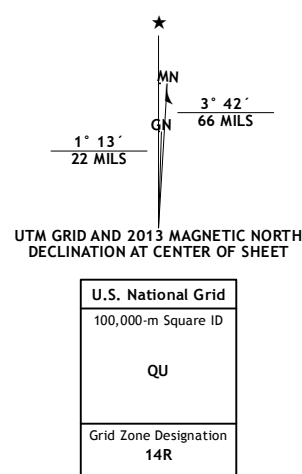 ★
MN
3° 42´
GN
66 MILS
1° 13´
22 MILS
UTM GRID AND 2013 MAGNETIC NORTH
DECLINATION AT CENTER OF SHEET
U.S. National Grid
100,000-m Square ID
QU
Grid Zone Designation
14R